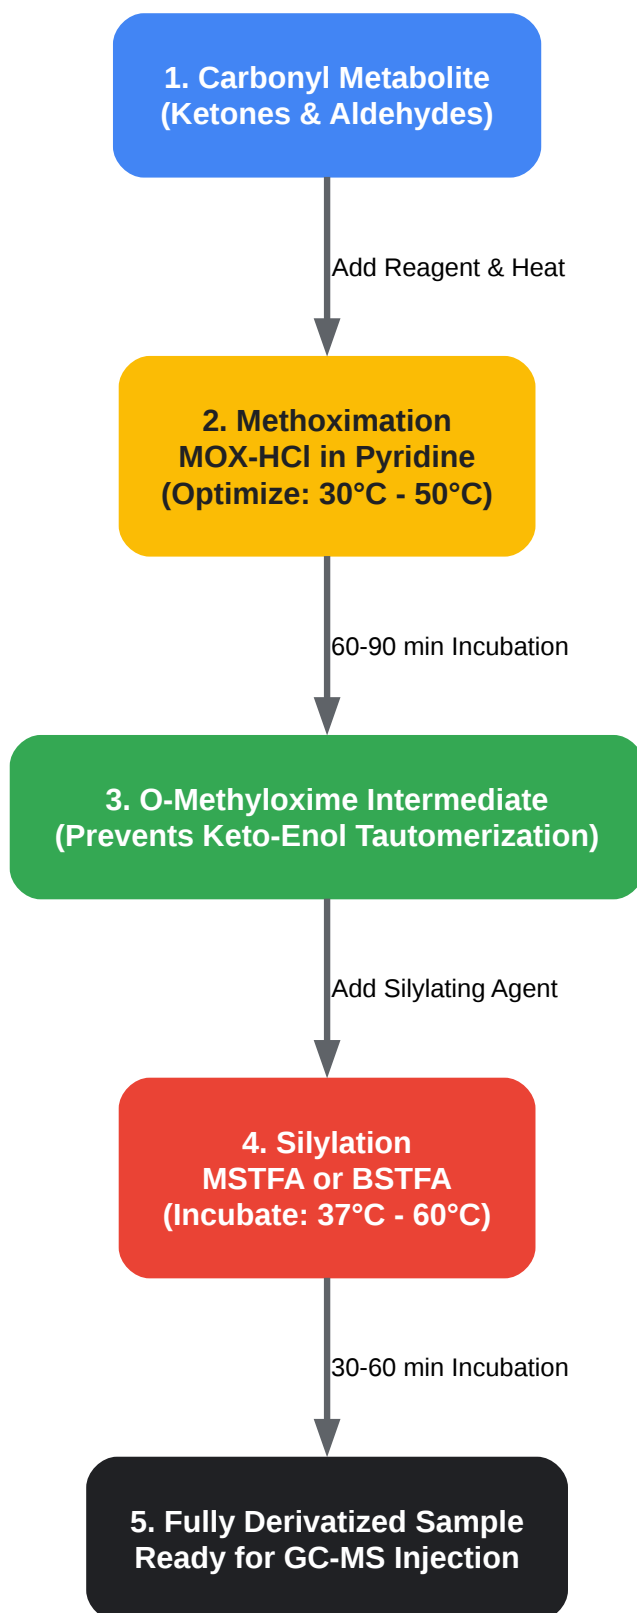 1. Carbonyl Metabolite
(Ketones & Aldehydes)
Add Reagent & Heat
2. Methoximation
MOX-HCl in Pyridine
(Optimize: 30°C - 50°C)
60-90 min Incubation
3. O-Methyloxime Intermediate
(Prevents Keto-Enol Tautomerization)
Add Silylating Agent
4. Silylation
MSTFA or BSTFA
(Incubate: 37°C - 60°C)
30-60 min Incubation
5. Fully Derivatized Sample
Ready for GC-MS Injection